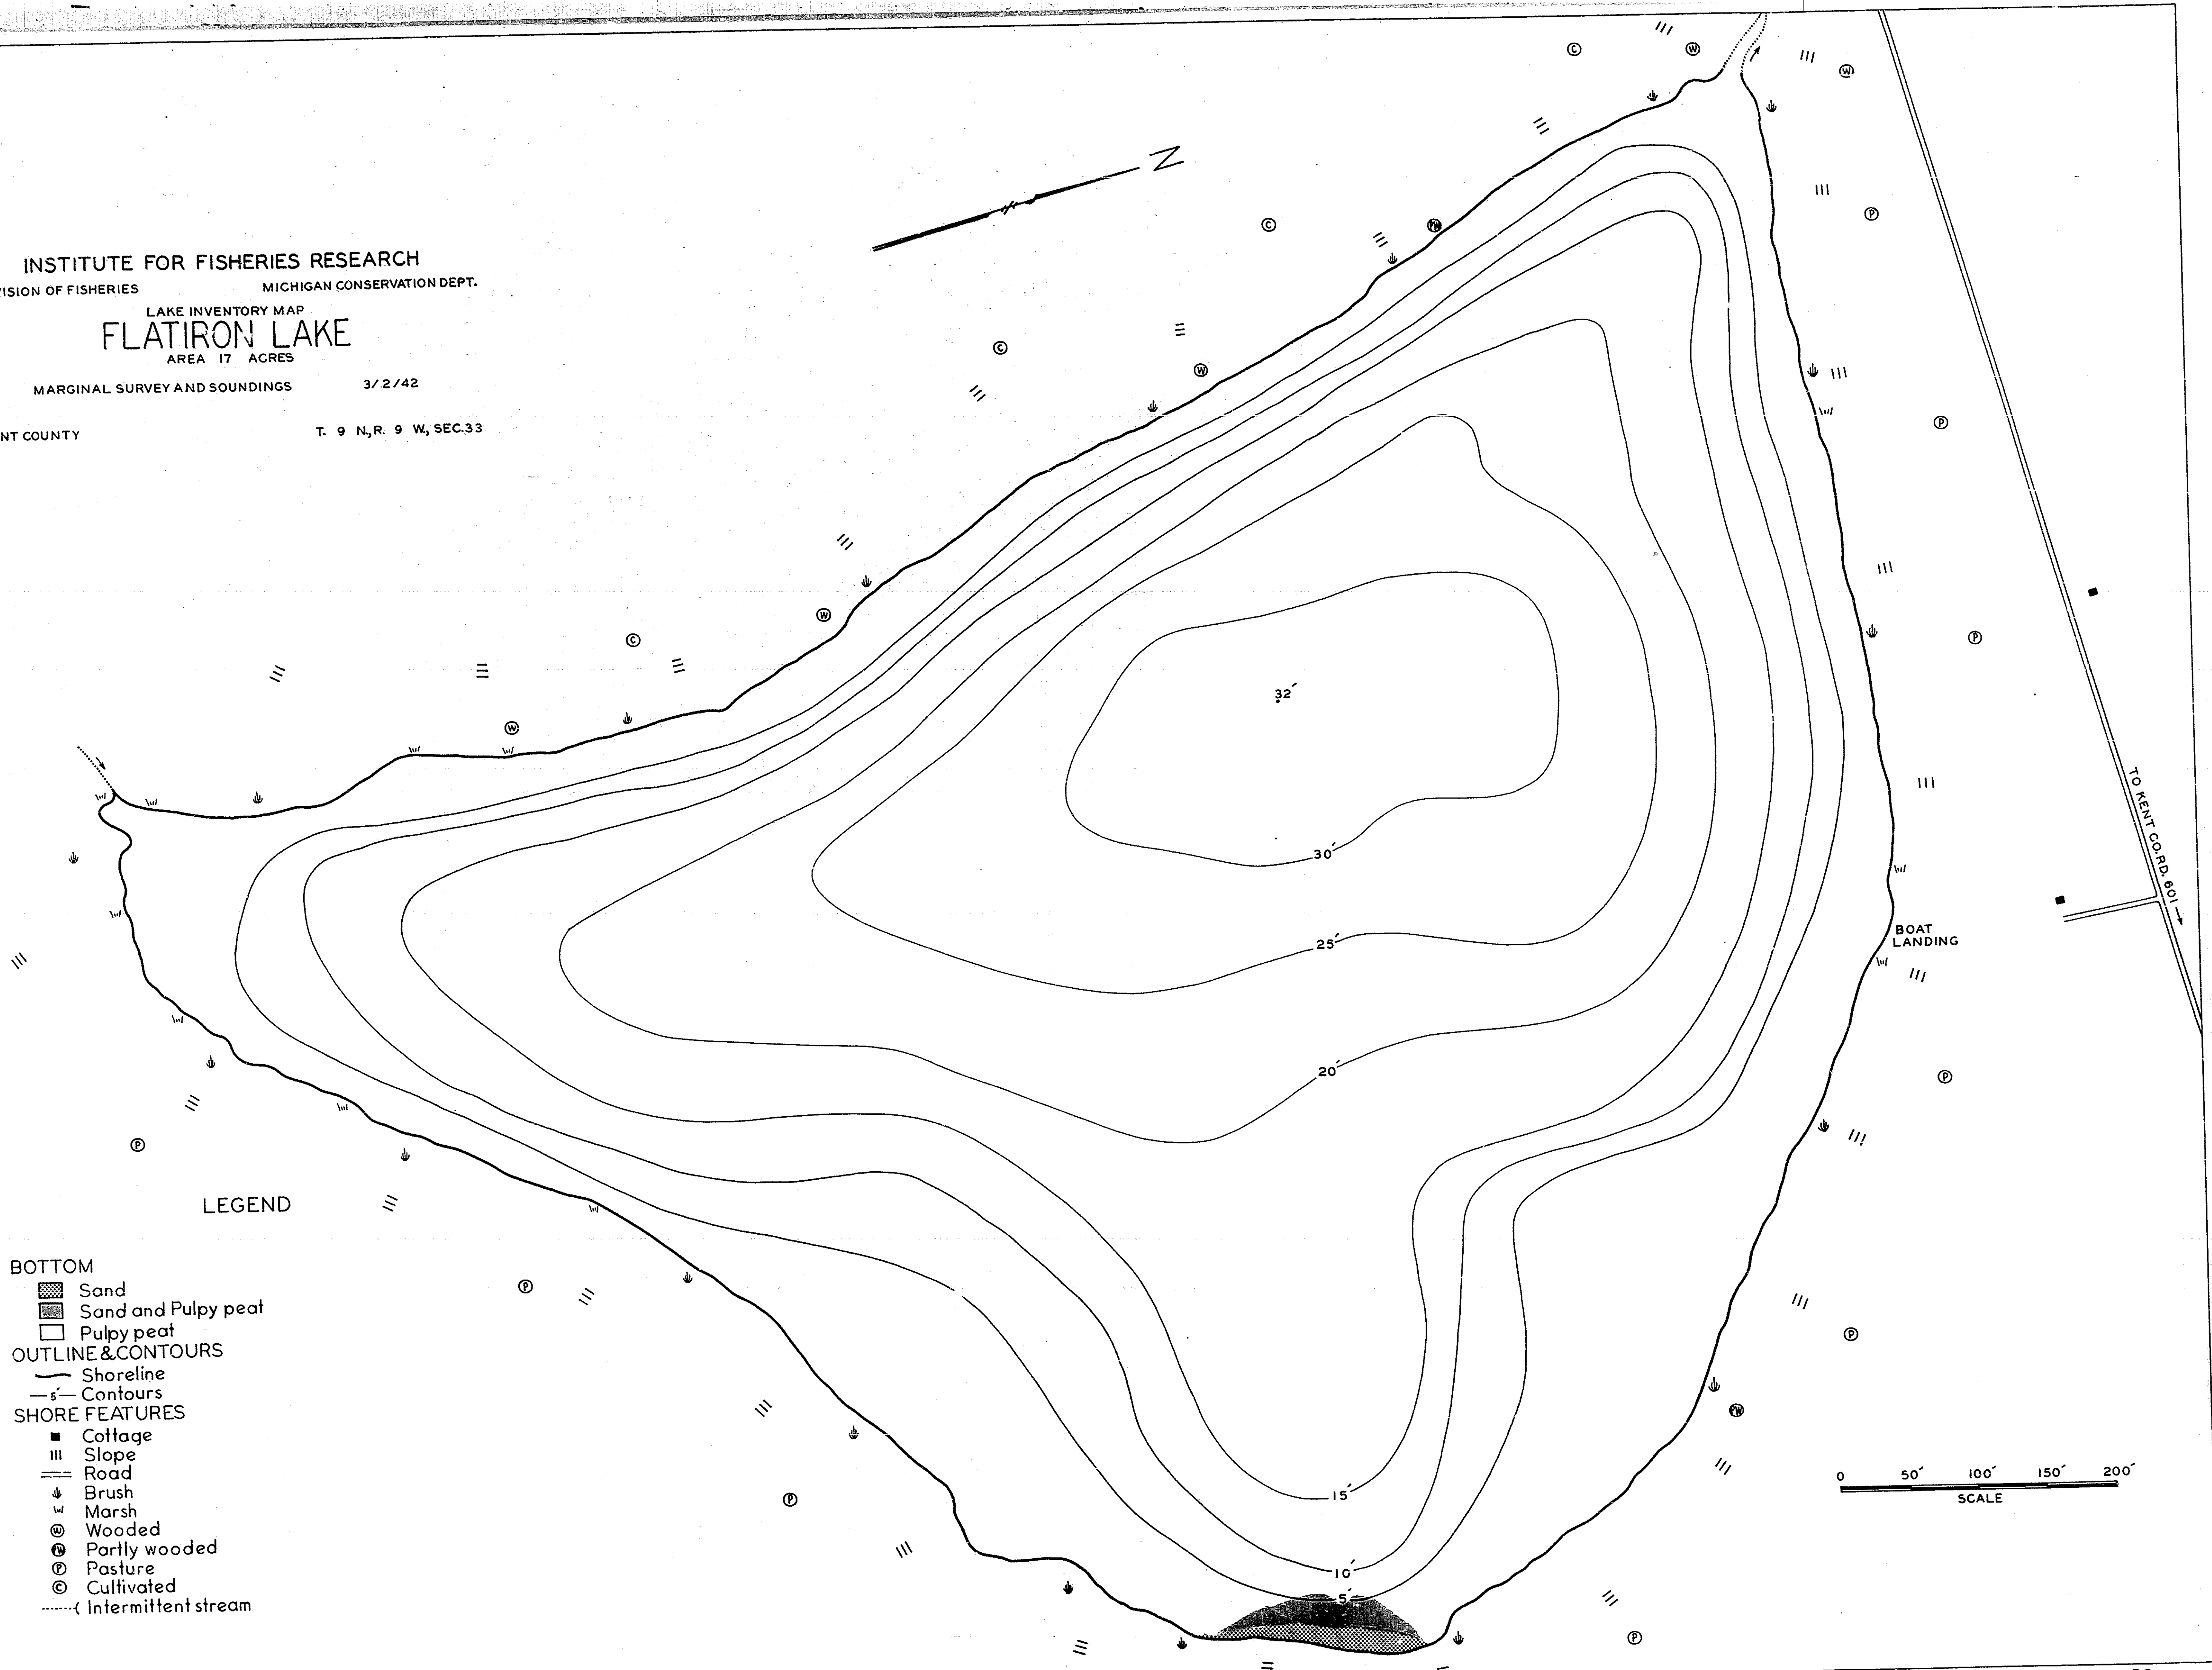 INSTITUTE FOR FISHERIES RESEARCH
VISION OF FISHERIES MICHIGAN CONSERVATION DEPT.
LAKE INVENTORY MAP
FLATIRON LAKE
AREA 17 ACRES
MARGINAL SURVEY AND SOUNDINGS 3/2/42
NT COUNTY T. 9 N., R. 9 W., SEC. 33
N
C
W
W
P
C
PW
C
W
P
W
C
P
W
32′
30′
25′
20′
15′
10′
5′
TO KENT CO. RD. 601
BOAT
LANDING
P
P
P
P
P
PW
P
LEGEND
BOTTOM
Sand
Sand and Pulpy peat
Pulpy peat
OUTLINE & CONTOURS
Shoreline
5′ Contours
SHORE FEATURES
Cottage
Slope
Road
Brush
Marsh
W Wooded
PW Partly wooded
P Pasture
C Cultivated
Intermittent stream
0 50′ 100′ 150′ 200′
SCALE